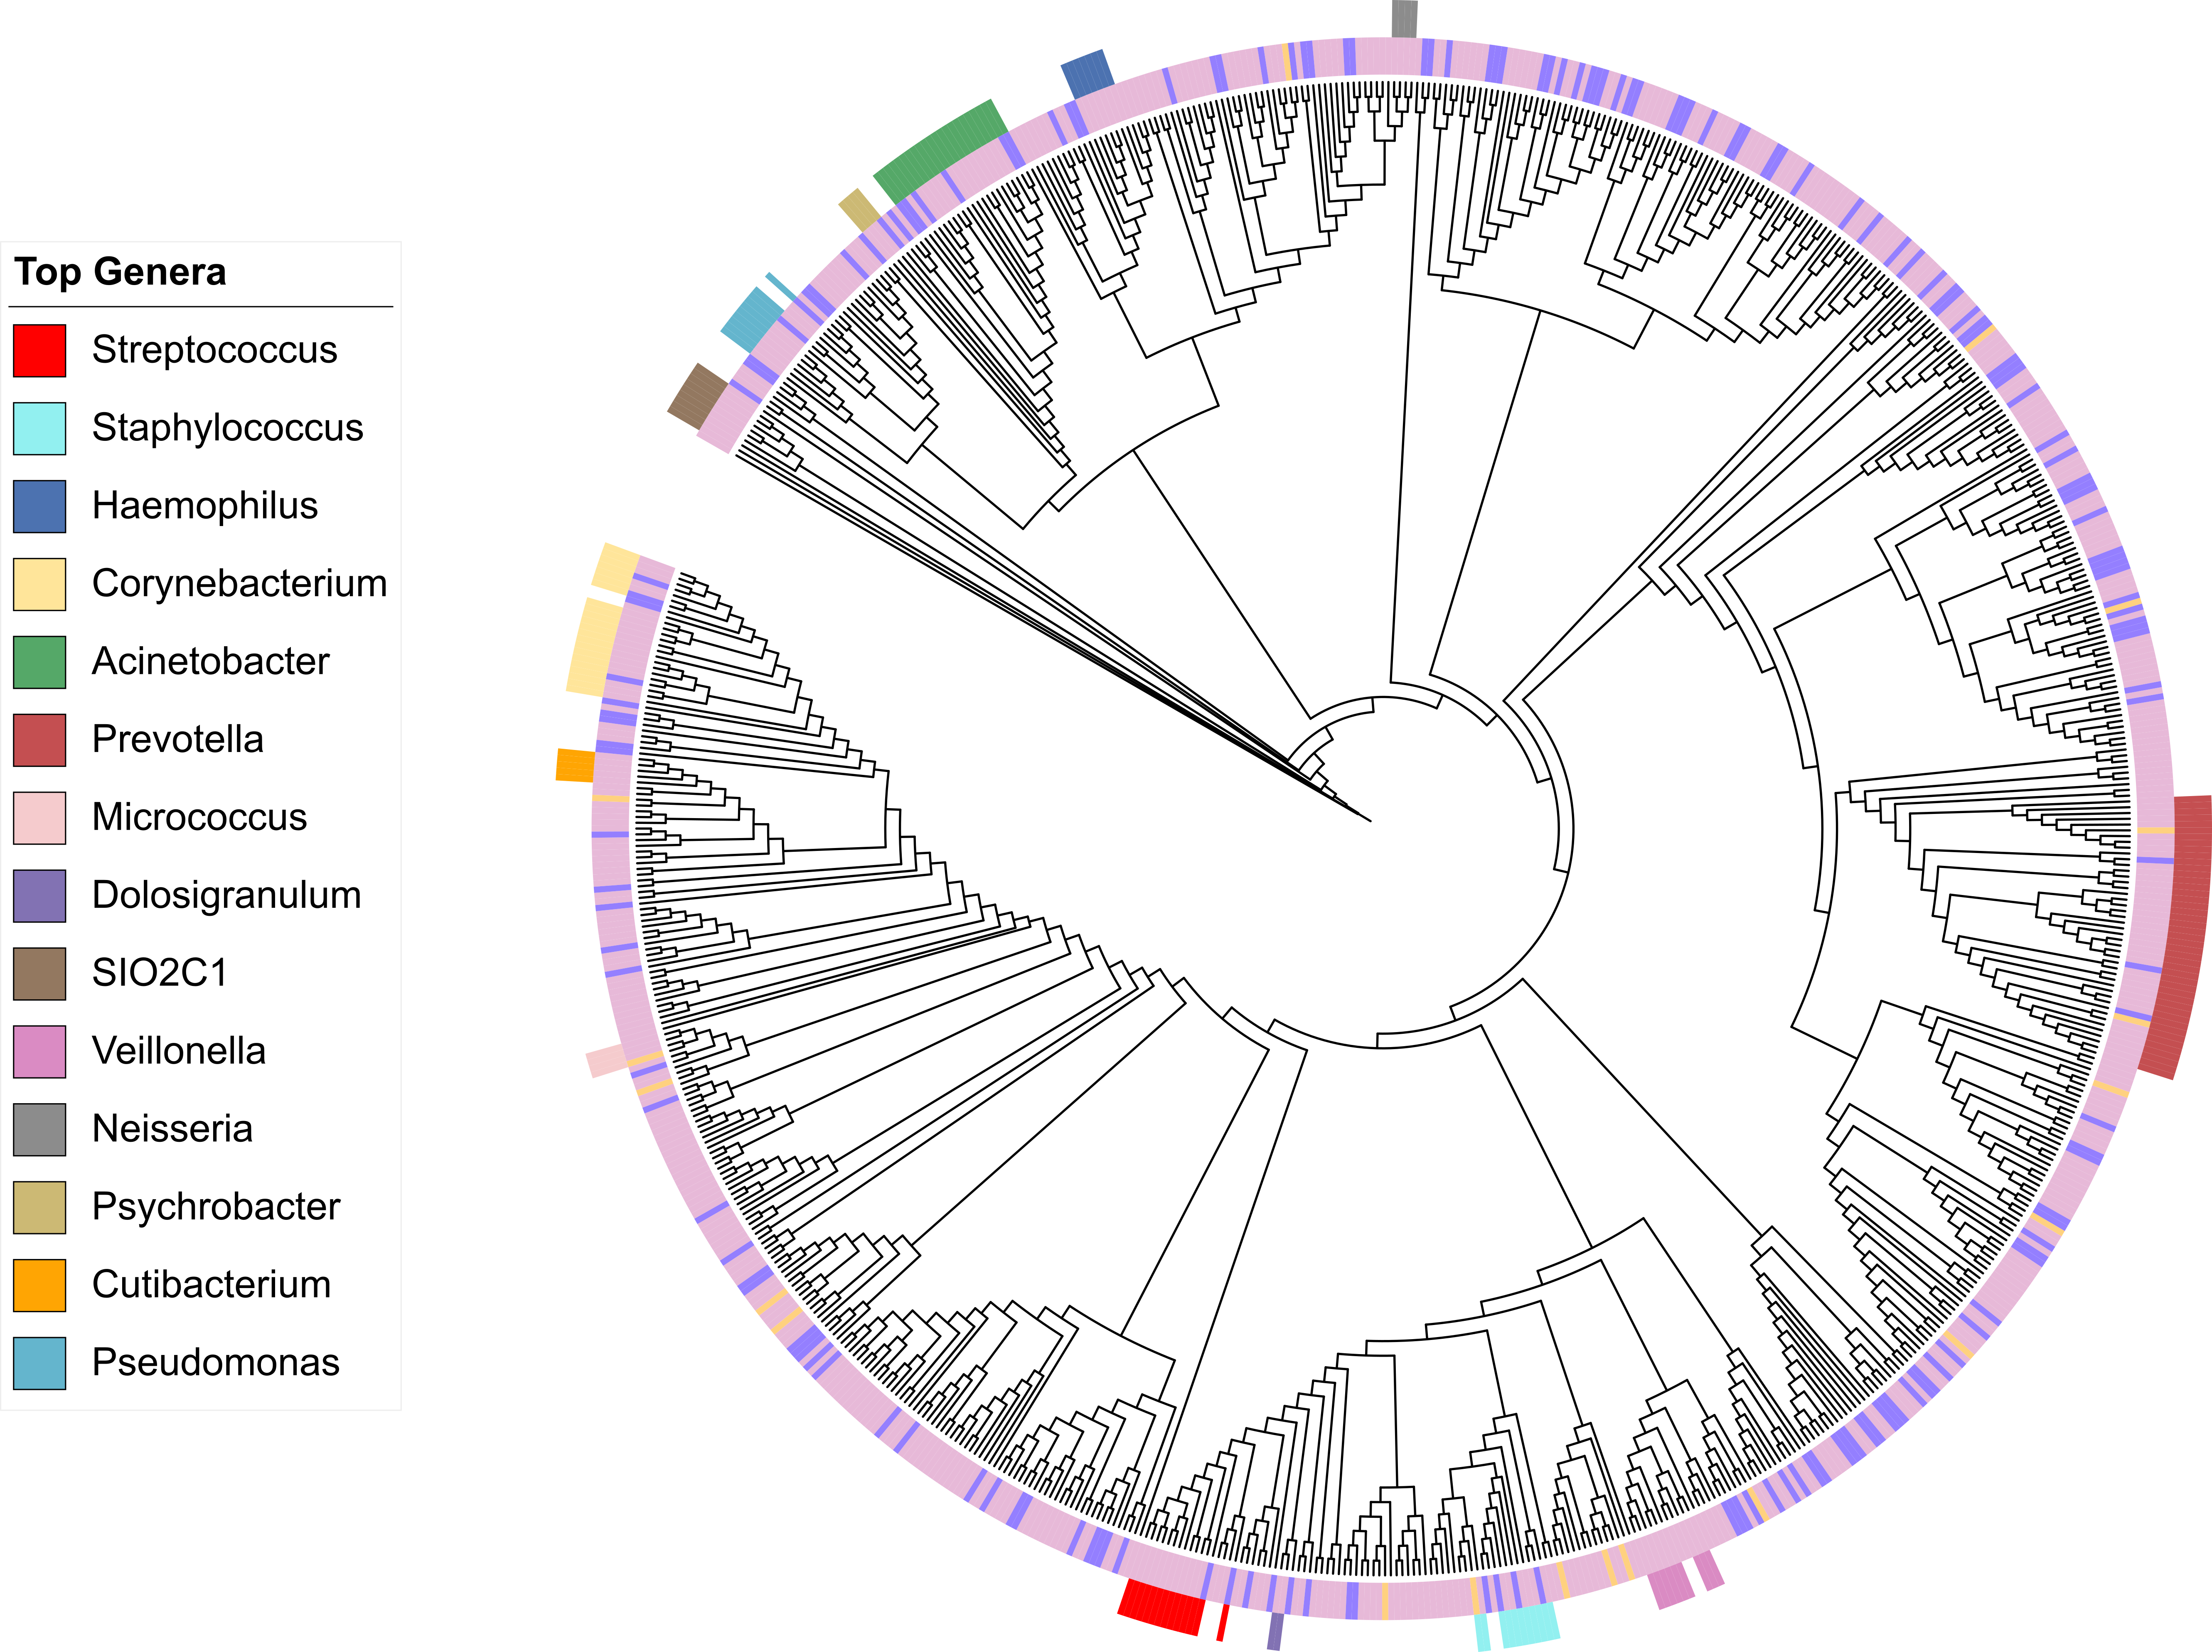 Top Genera
Streptococcus
Staphylococcus
Haemophilus
Corynebacterium
Acinetobacter
Prevotella
Micrococcus
Dolosigranulum
SIO2C1
Veillonella
Neisseria
Psychrobacter
Cutibacterium
Pseudomonas